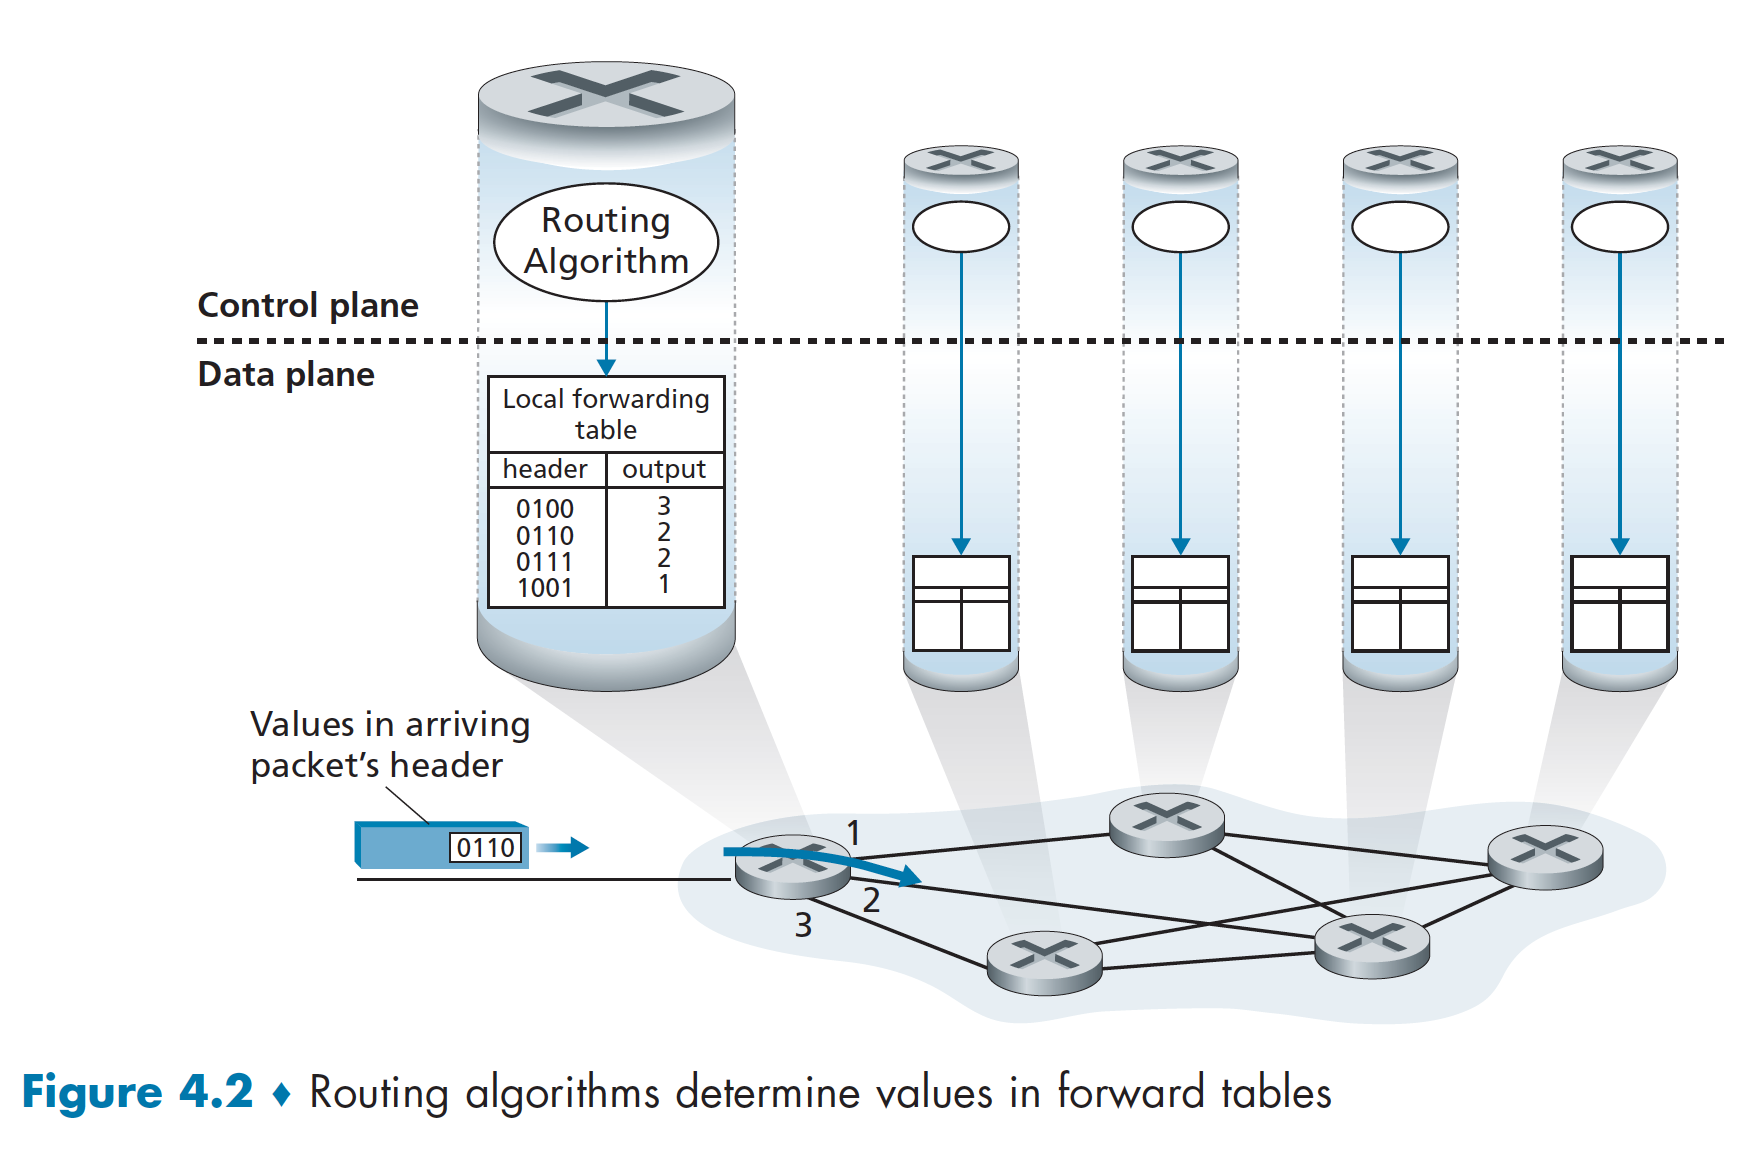 Routing
Algorithm
Control plane
Data plane
Local forwarding
table
header output
0100 3
0110 2
0111 2
1001 1
Values in arriving
packet's header
0110
1
2
3
Figure 4.2 ♦ Routing algorithms determine values in forward tables